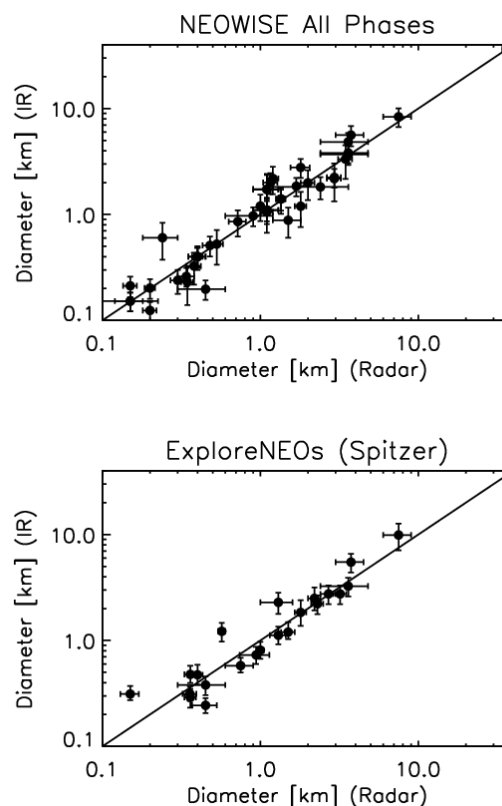 NEOWISE All Phases
Diameter [km] (IR)
10.0
1.0
0.1
0.1 1.0 10.0
Diameter [km] (Radar)
ExploreNEOs (Spitzer)
Diameter [km] (IR)
10.0
1.0
0.1
0.1 1.0 10.0
Diameter [km] (Radar)